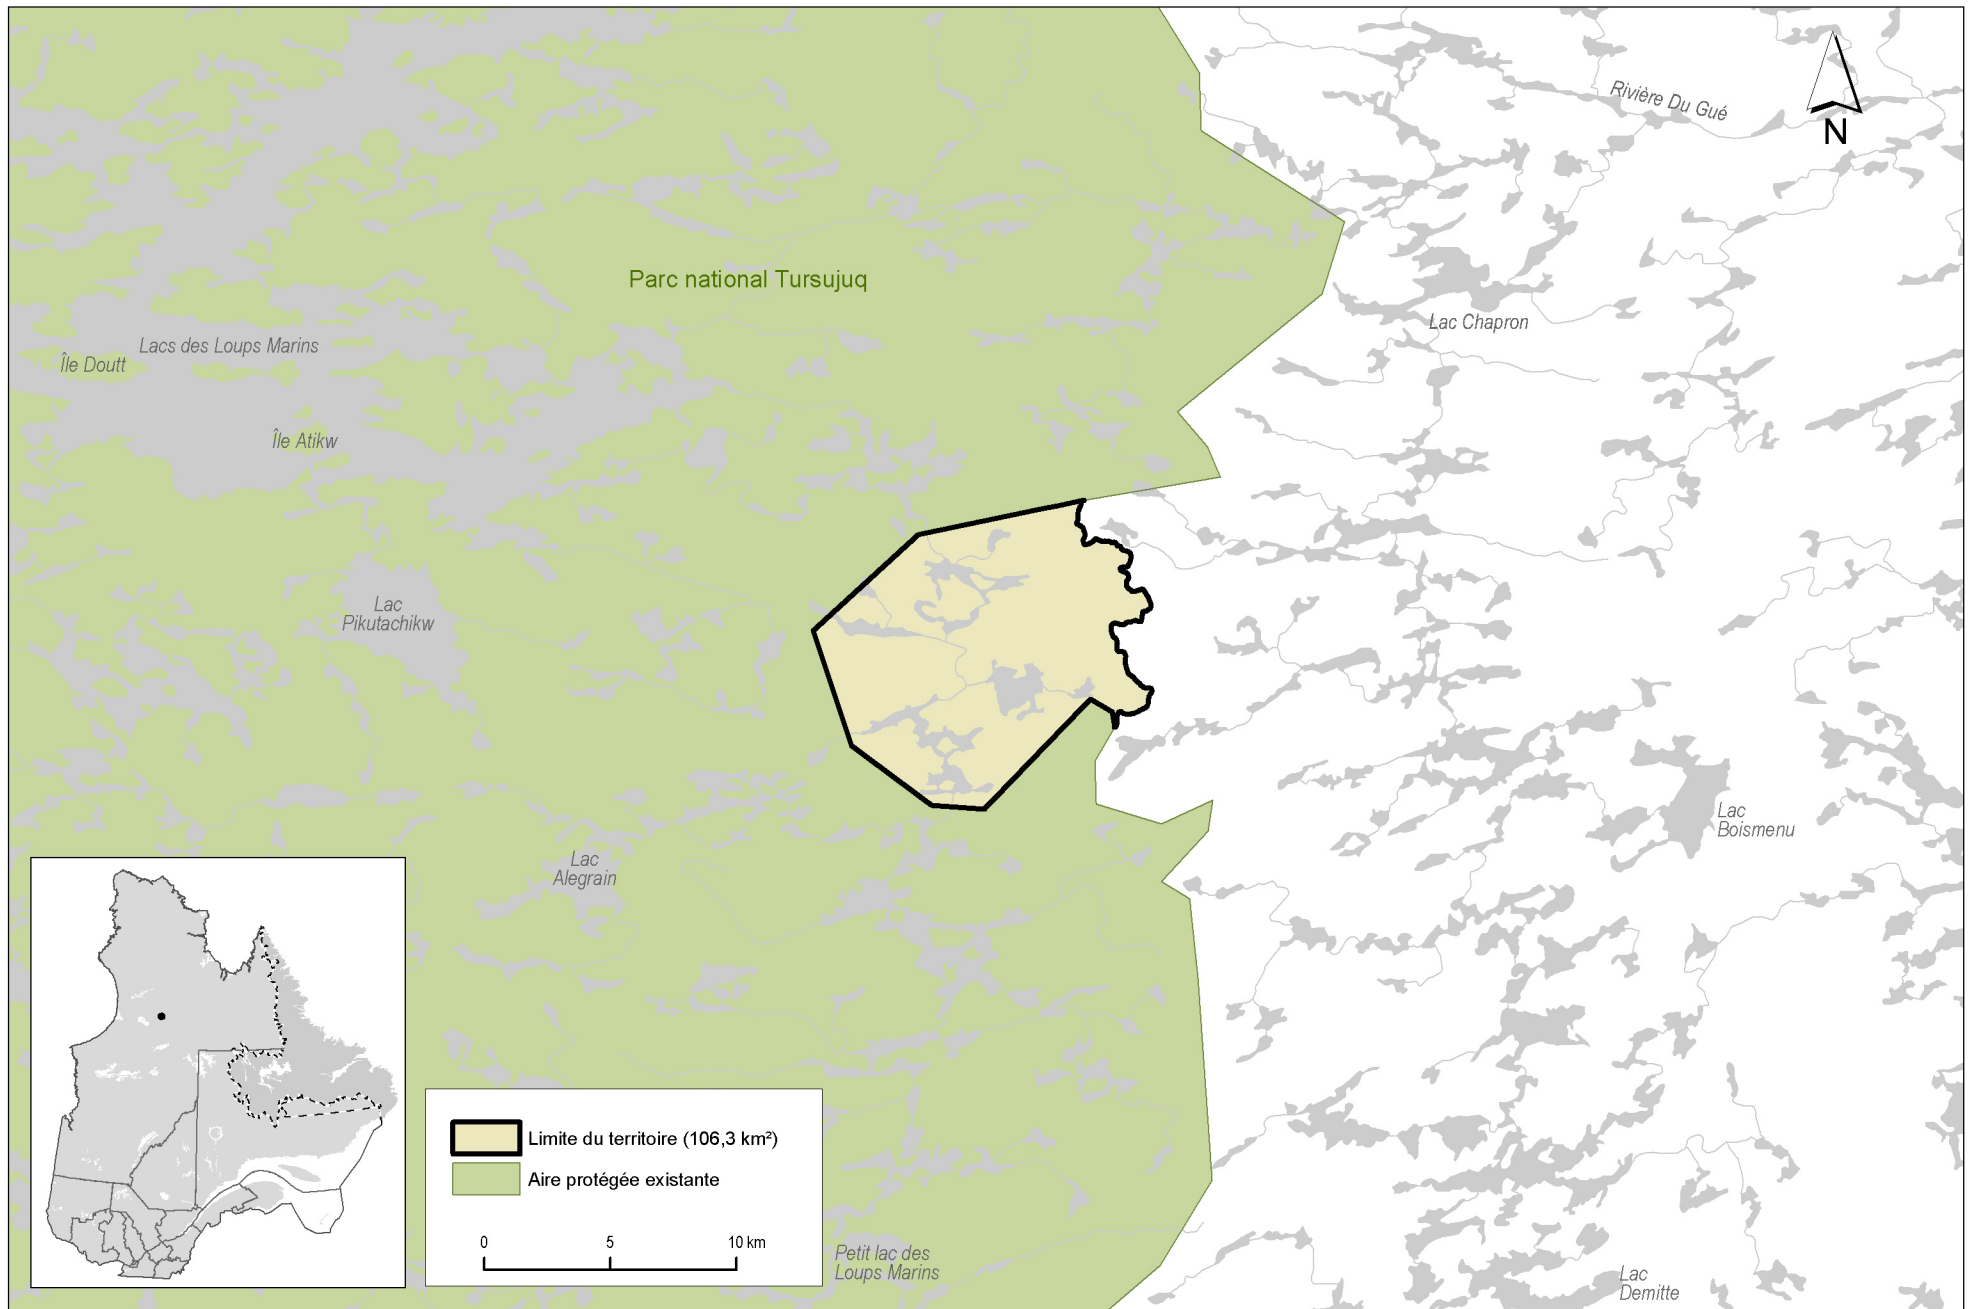 Rivière Du Gué
N
Parc national Tursujuq
Lac Chapron
Lacs des Loups Marins
Île Doutt
Île Atikw
Lac
Pikutachikw
Lac
Boismenu
Lac
Alegrain
Limite du territoire (106,3 km²)
Aire protégée existante
0 5 10 km
Petit lac des
Loups Marins
Lac
Demitte